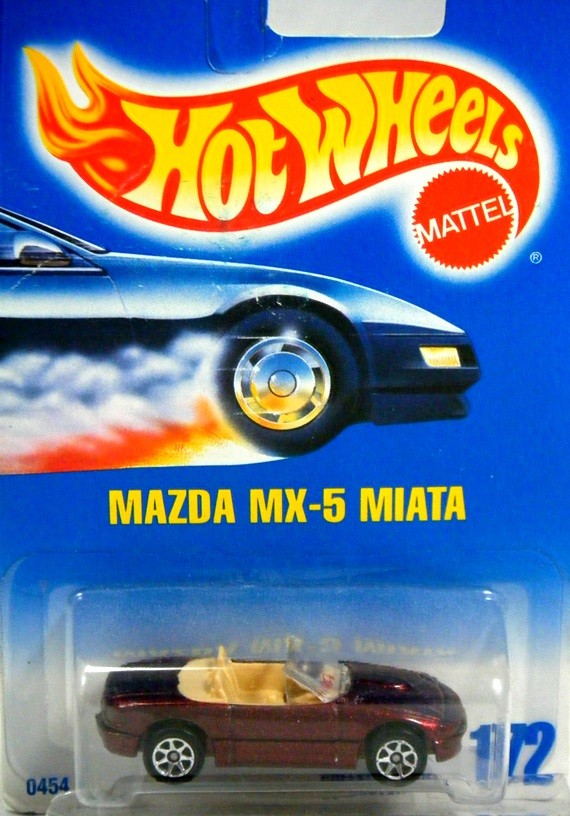 Hot Wheels
MATTEL
®
MAZDA MX-5 MIATA
172
0454